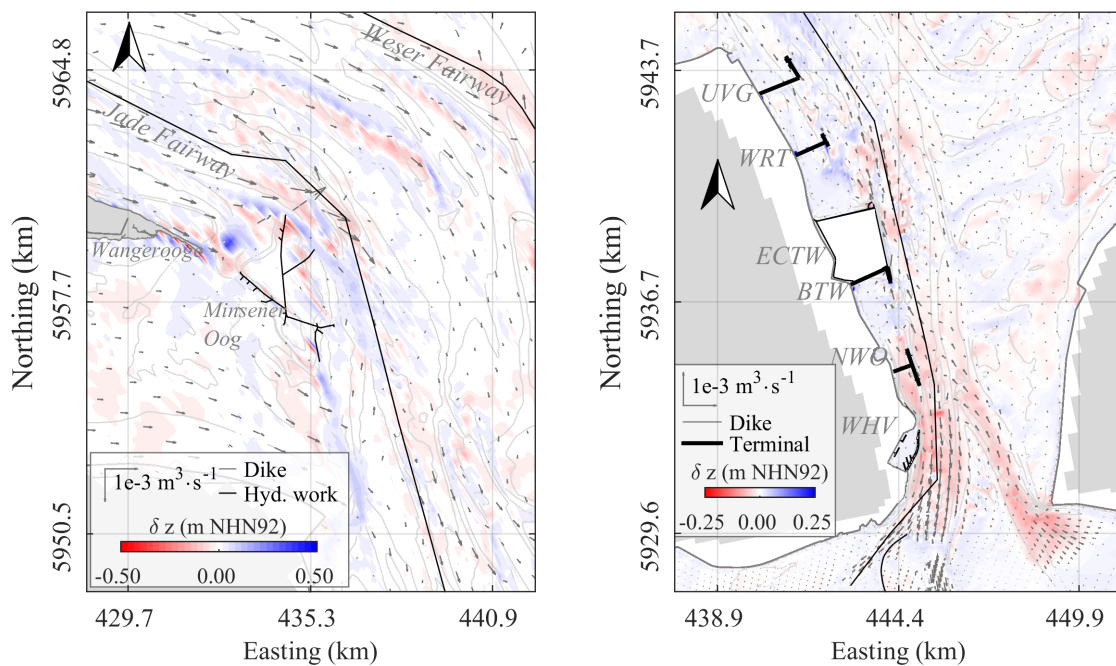 Northing (km)
5964.8
5957.7
5950.5
Weser Fairway
Jade Fairway
Wangerooge
Minsener
Oog
1e-3 m³·s⁻¹
Dike
Hyd. work
δ z (m NHN92)
-0.50 0.00 0.50
429.7 435.3 440.9
Easting (km)
Northing (km)
5943.7
5936.7
5929.6
UVG
WRT
ECTW
BTW
NWO
WHV
1e-3 m³·s⁻¹
Dike
Terminal
δ z (m NHN92)
-0.25 0.00 0.25
438.9 444.4 449.9
Easting (km)